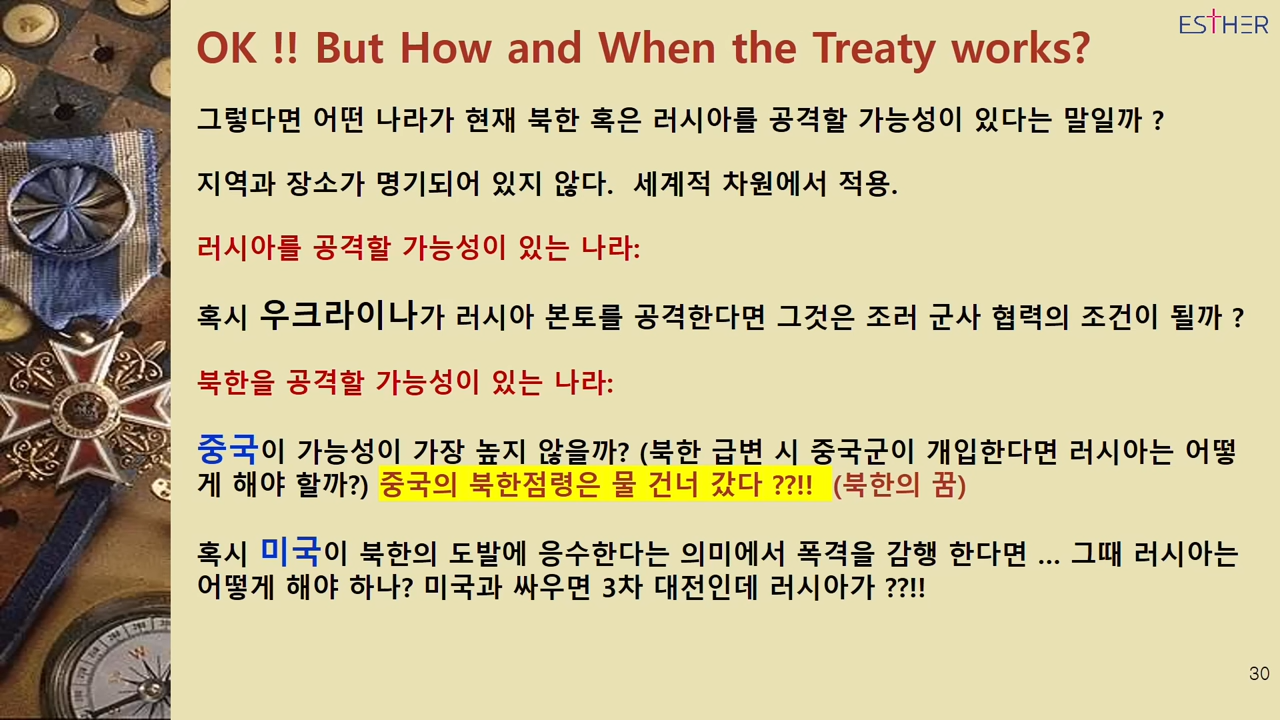 ESTHER
OK !! But How and When the Treaty works?
그렇다면 어떤 나라가 현재 북한 혹은 러시아를 공격할 가능성이 있다는 말일까 ?
지역과 장소가 명기되어 있지 않다. 세계적 차원에서 적용.
러시아를 공격할 가능성이 있는 나라:
혹시 우크라이나가 러시아 본토를 공격한다면 그것은 조러 군사 협력의 조건이 될까 ?
북한을 공격할 가능성이 있는 나라:
중국이 가능성이 가장 높지 않을까? (북한 급변 시 중국군이 개입한다면 러시아는 어떻
게 해야 할까?) 중국의 북한점령은 물 건너 갔다 ??!! (북한의 꿈)
혹시 미국이 북한의 도발에 응수한다는 의미에서 폭격을 감행 한다면 ... 그때 러시아는
어떻게 해야 하나? 미국과 싸우면 3차 대전인데 러시아가 ??!!
30